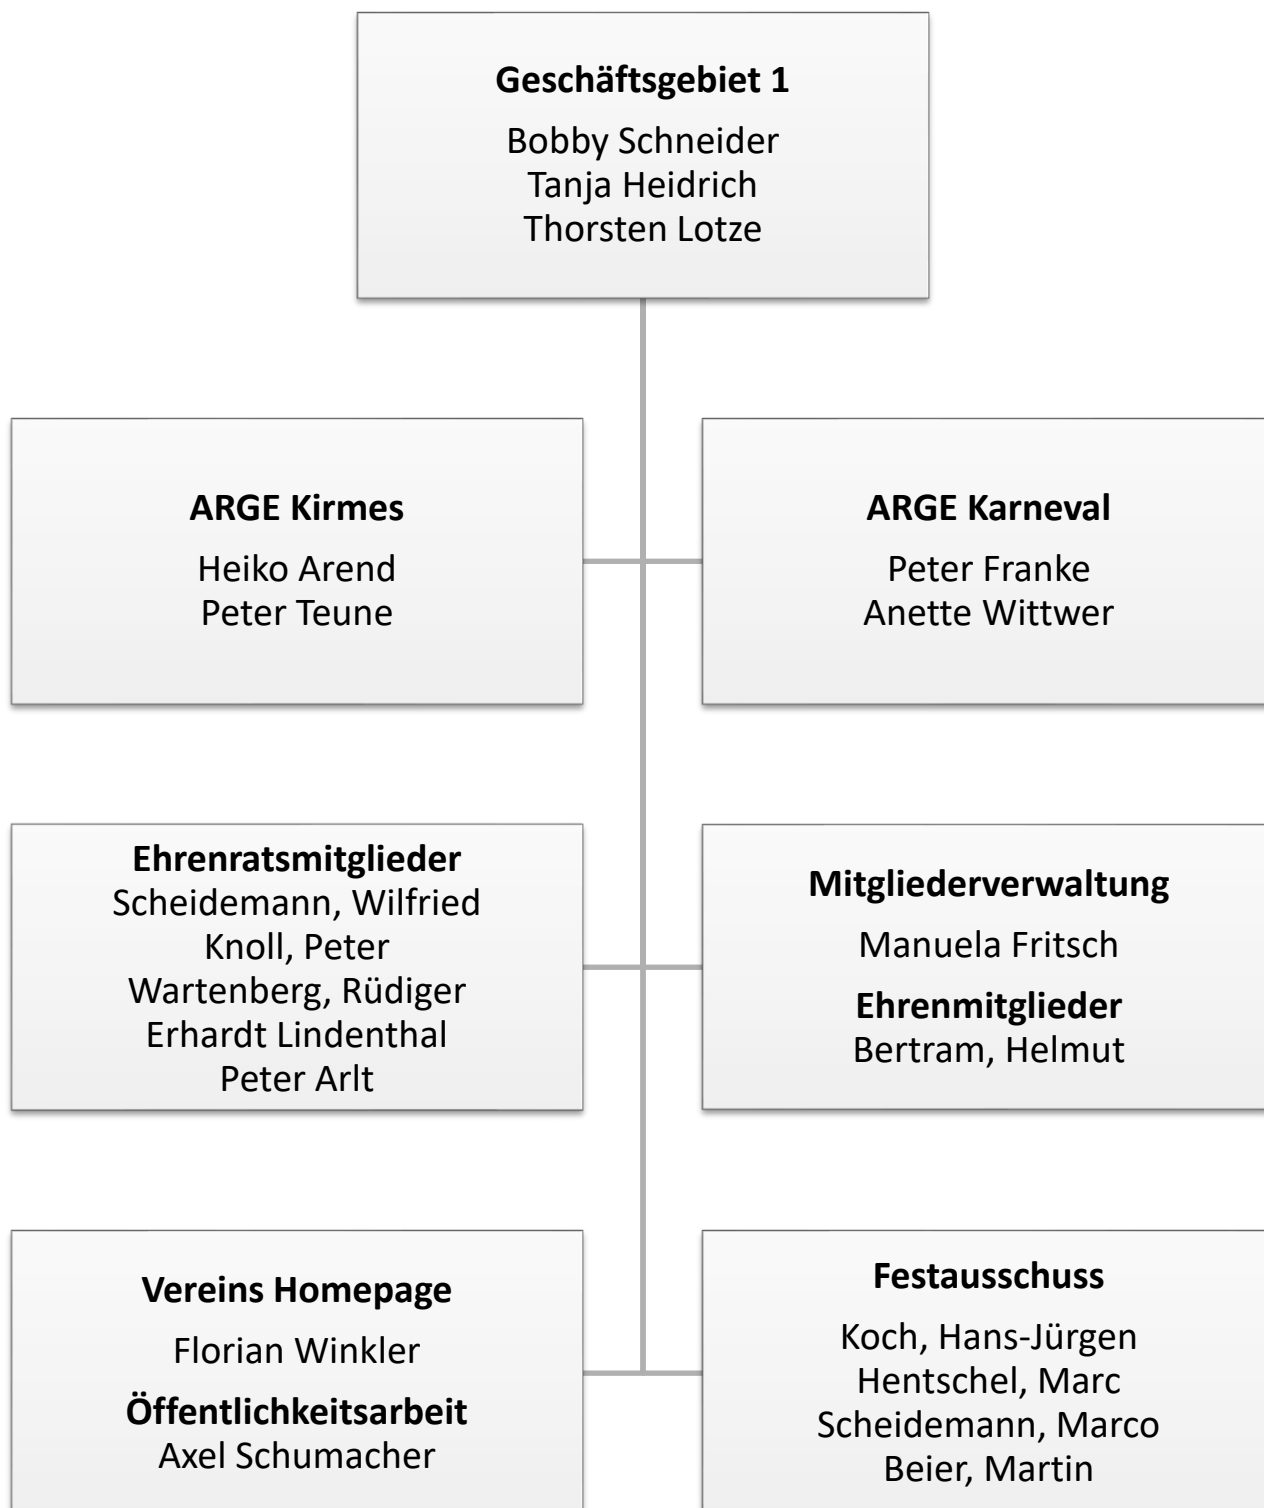 Geschäftsgebiet 1
Bobby Schneider
Tanja Heidrich
Thorsten Lotze
ARGE Kirmes
Heiko Arend
Peter Teune
ARGE Karneval
Peter Franke
Anette Wittwer
Ehrenratsmitglieder
Scheidemann, Wilfried
Knoll, Peter
Wartenberg, Rüdiger
Erhardt Lindenthal
Peter Arlt
Mitgliederverwaltung
Manuela Fritsch
Ehrenmitglieder
Bertram, Helmut
Vereins Homepage
Florian Winkler
Öffentlichkeitsarbeit
Axel Schumacher
Festausschuss
Koch, Hans-Jürgen
Hentschel, Marc
Scheidemann, Marco
Beier, Martin